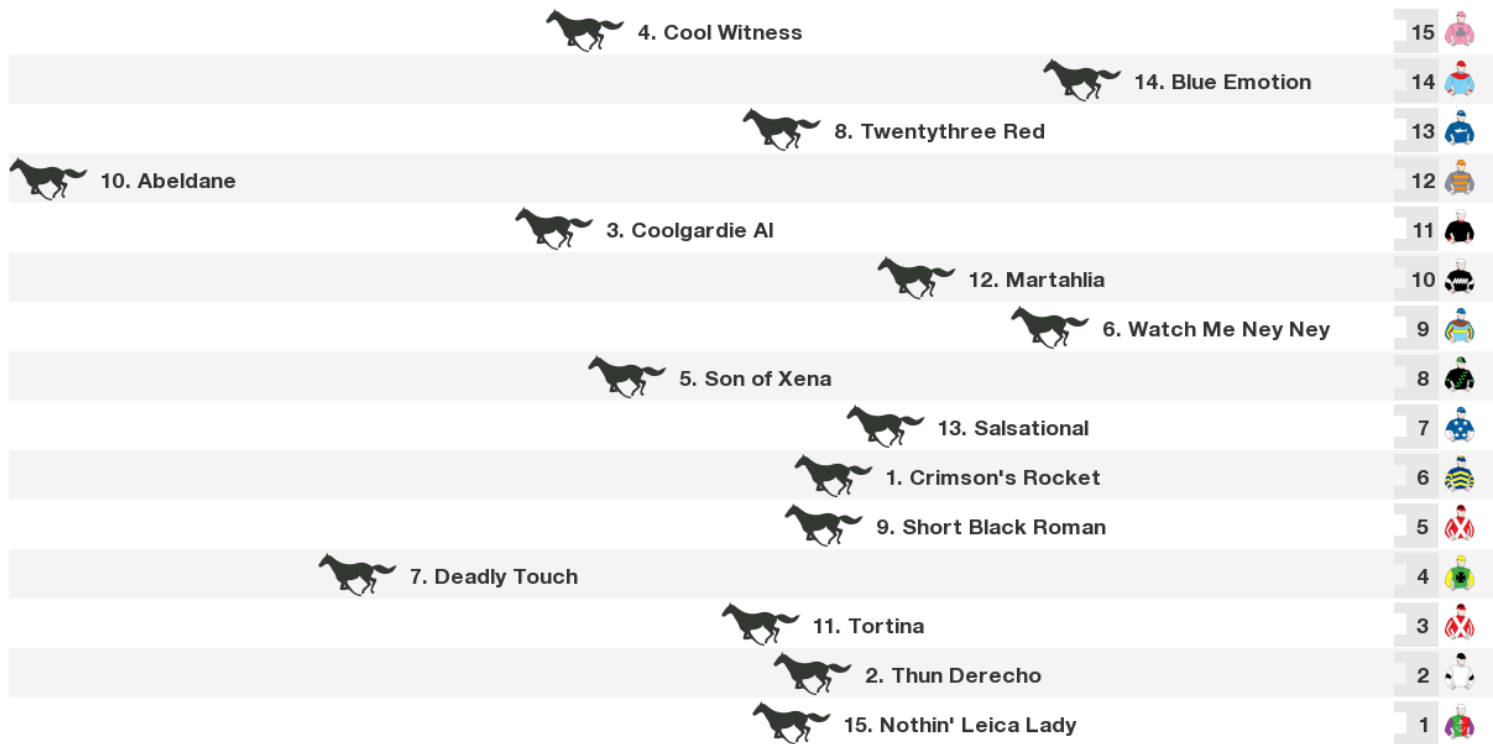 4. Cool Witness 15
14. Blue Emotion 14
8. Twentythree Red 13
10. Abeldane 12
3. Coolgardie Al 11
12. Martahlia 10
6. Watch Me Ney Ney 9
5. Son of Xena 8
13. Salsational 7
1. Crimson's Rocket 6
9. Short Black Roman 5
7. Deadly Touch 4
11. Tortina 3
2. Thun Derecho 2
15. Nothin' Leica Lady 1